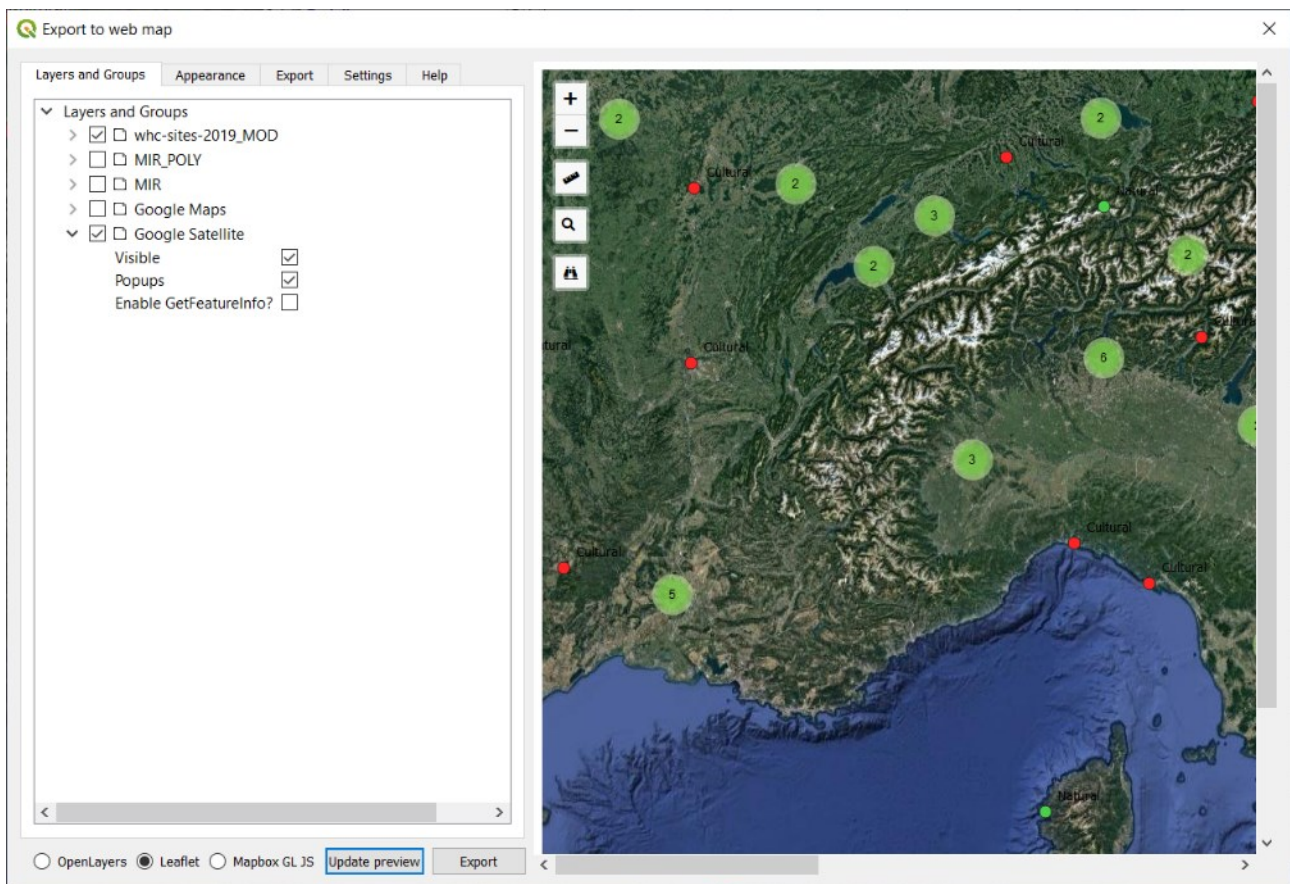 Export to web map
Layers and Groups Appearance Export Settings Help
Layers and Groups
whc-sites-2019_MOD
MIR_POLY
MIR
Google Maps
Google Satellite
Visible
Popups
Enable GetFeatureInfo?
OpenLayers Leaflet Mapbox GL JS Update preview Export
+
2
2
−
Cultural
Cultural
2
Natural
3
2
2
Cultural
tural
Cultural
6
3
Cultural
Cultural
Cultural
5
Natural